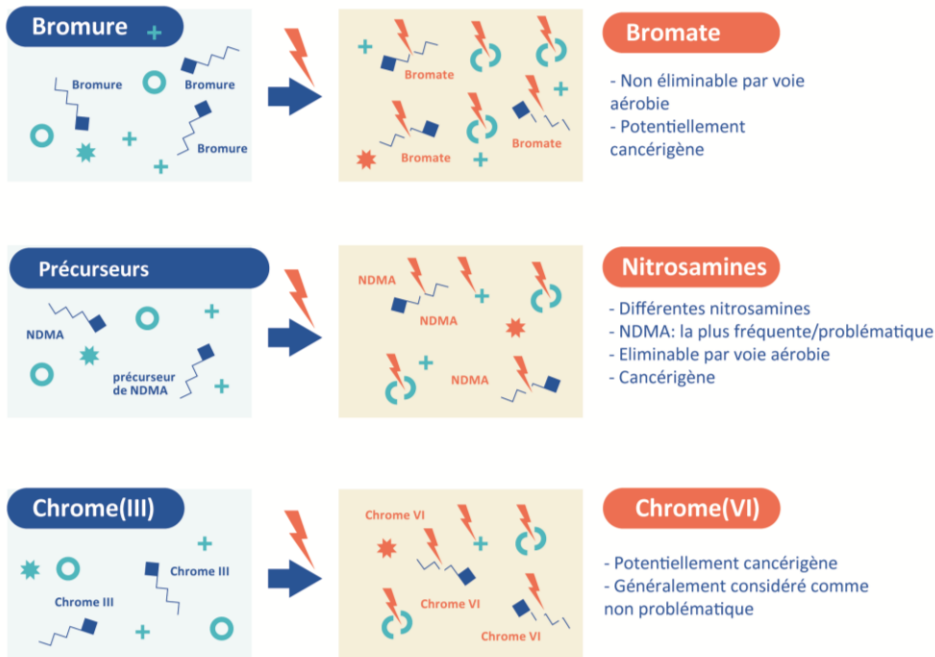 Bromure
Bromure
Bromure
Bromure
Bromate
Bromate
Bromate
Bromate
- Non éliminable par voie
aérobie
- Potentiellement
cancérigène
Précurseurs
NDMA
précurseur
de NDMA
NDMA
NDMA
NDMA
Nitrosamines
- Différentes nitrosamines
- NDMA: la plus fréquente/problématique
- Eliminable par voie aérobie
- Cancérigène
Chrome(III)
Chrome III
Chrome III
Chrome VI
Chrome VI
Chrome VI
Chrome(VI)
- Potentiellement cancérigène
- Généralement considéré comme
non problématique